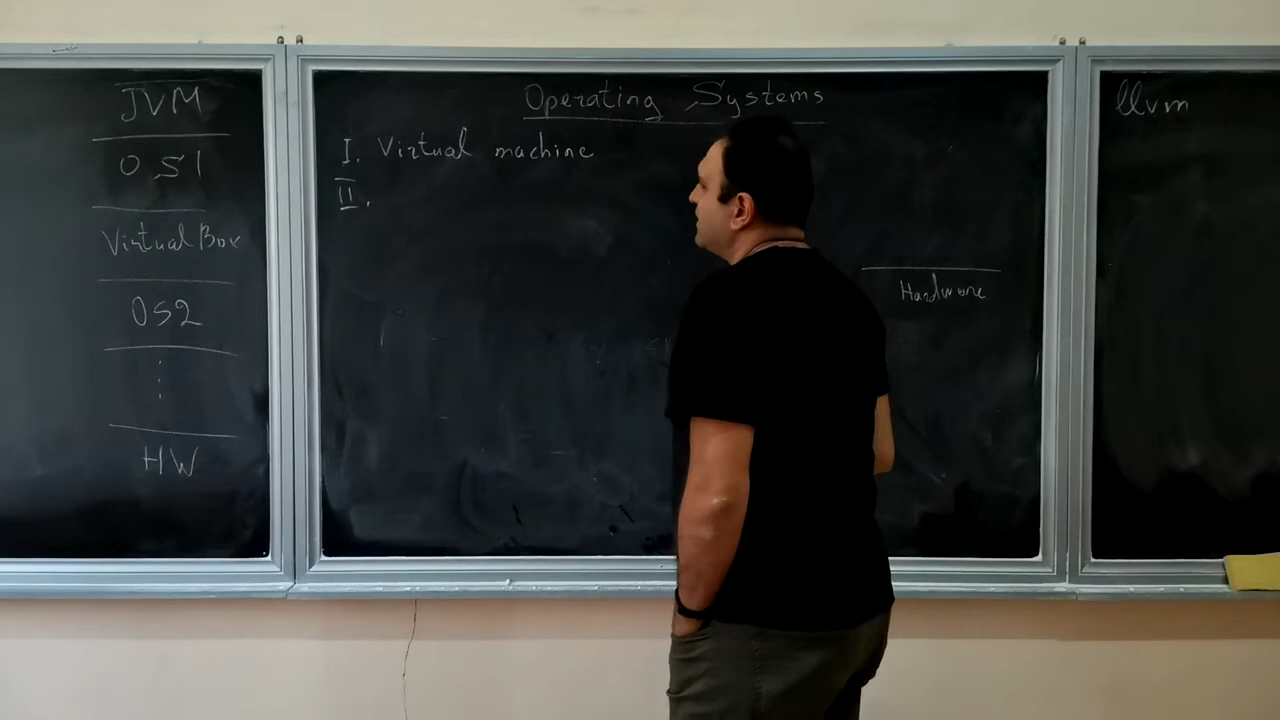 JVM
OS1
VirtualBox
OS2
HW
Operating Systems
I. Virtual machine
II.
Hardware
llvm